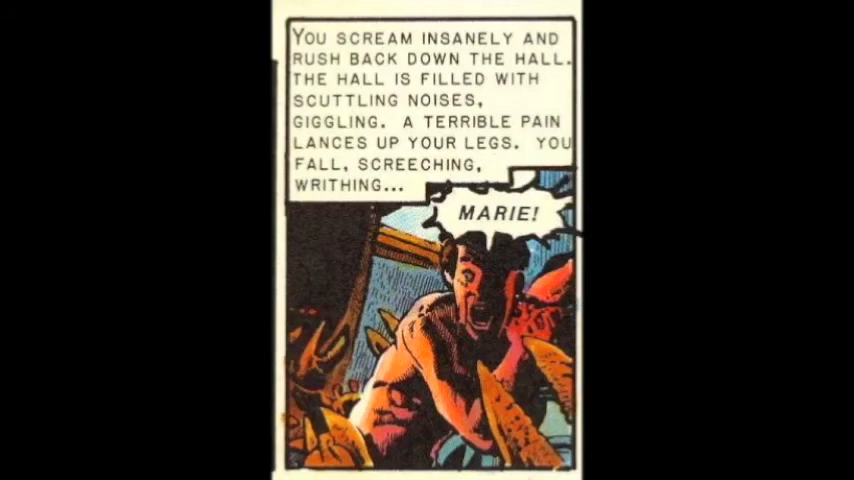 YOU SCREAM INSANELY AND
RUSH BACK DOWN THE HALL.
THE HALL IS FILLED WITH
SCUTTLING NOISES,
GIGGLING. A TERRIBLE PAIN
LANCES UP YOUR LEGS. YOU
FALL, SCREECHING,
WRITHING...
MARIE!